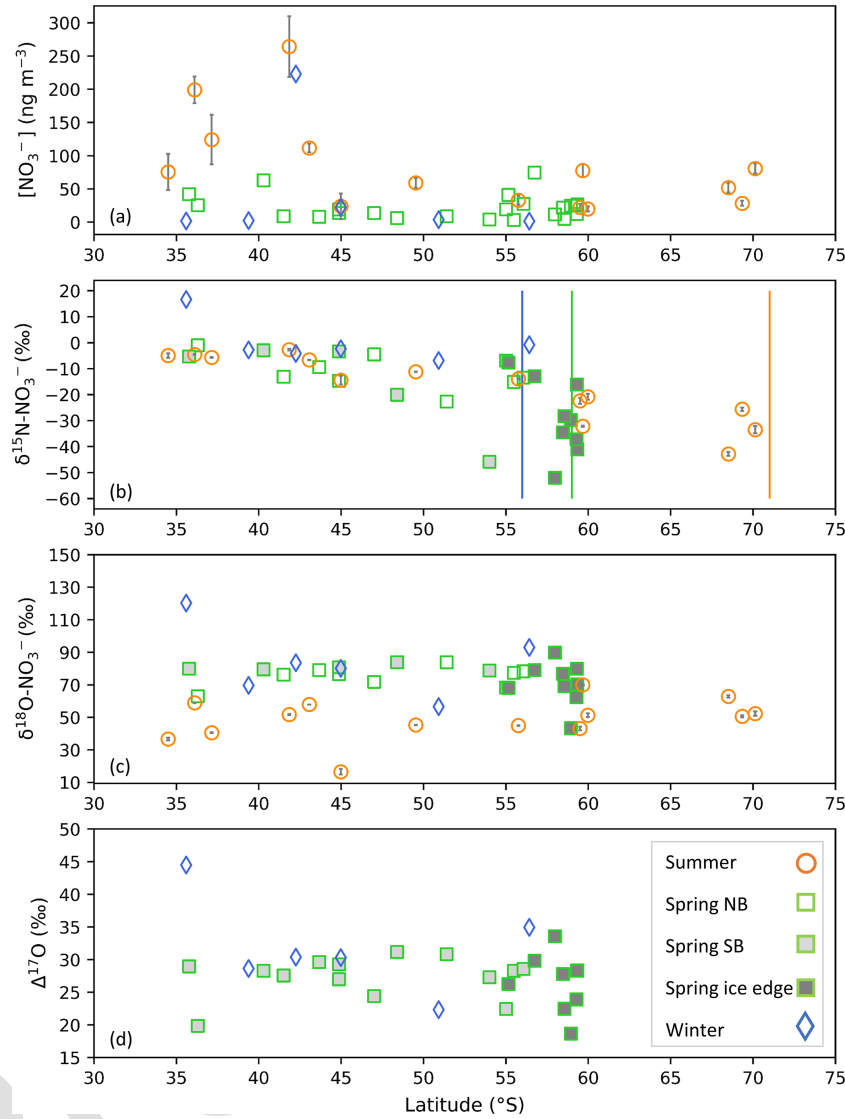 300
250
200
150
100
50
0
[NO₃⁻] (ng m⁻³)
(a)
30 35 40 45 50 55 60 65 70 75
20
10
0
−10
−20
−30
−40
−50
−60
δ¹⁵N-NO₃⁻ (‰)
(b)
30 35 40 45 50 55 60 65 70 75
150
130
110
90
70
50
30
10
δ¹⁸O-NO₃⁻ (‰)
(c)
30 35 40 45 50 55 60 65 70 75
50
45
40
35
30
25
20
15
Δ¹⁷O (‰)
(d)
Summer
Spring NB
Spring SB
Spring ice edge
Winter
30 35 40 45 50 55 60 65 70 75
Latitude (°S)